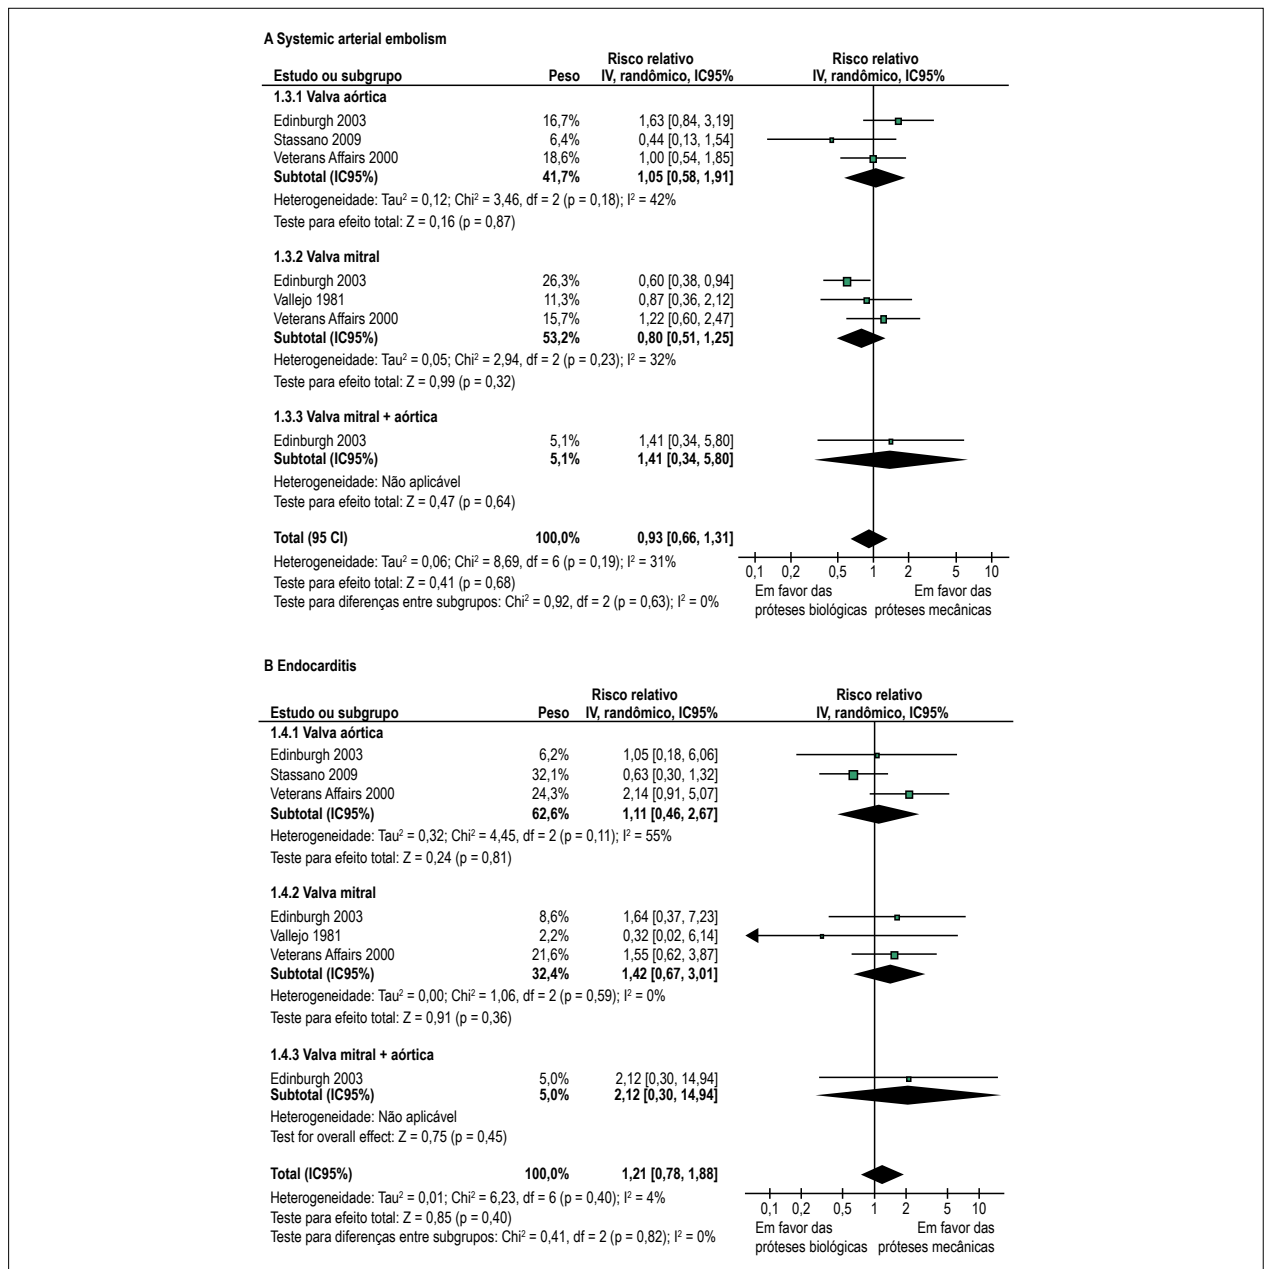 A Systemic arterial embolism
Risco relativo Risco relativo
Estudo ou subgrupo Peso IV, randômico, IC95% IV, randômico, IC95%
1.3.1 Valva aórtica
Edinburgh 2003 16,7% 1,63 [0,84, 3,19]
Stassano 2009 6,4% 0,44 [0,13, 1,54]
Veterans Affairs 2000 18,6% 1,00 [0,54, 1,85]
Subtotal (IC95%) 41,7% 1,05 [0,58, 1,91]
Heterogeneidade: Tau² = 0,12; Chi² = 3,46, df = 2 (p = 0,18); I² = 42%
Teste para efeito total: Z = 0,16 (p = 0,87)
1.3.2 Valva mitral
Edinburgh 2003 26,3% 0,60 [0,38, 0,94]
Vallejo 1981 11,3% 0,87 [0,36, 2,12]
Veterans Affairs 2000 15,7% 1,22 [0,60, 2,47]
Subtotal (IC95%) 53,2% 0,80 [0,51, 1,25]
Heterogeneidade: Tau² = 0,05; Chi² = 2,94, df = 2 (p = 0,23); I² = 32%
Teste para efeito total: Z = 0,99 (p = 0,32)
1.3.3 Valva mitral + aórtica
Edinburgh 2003 5,1% 1,41 [0,34, 5,80]
Subtotal (IC95%) 5,1% 1,41 [0,34, 5,80]
Heterogeneidade: Não aplicável
Teste para efeito total: Z = 0,47 (p = 0,64)
Total (95 CI) 100,0% 0,93 [0,66, 1,31]
Heterogeneidade: Tau² = 0,06; Chi² = 8,69, df = 6 (p = 0,19); I² = 31%
Teste para efeito total: Z = 0,41 (p = 0,68)
Teste para diferenças entre subgrupos: Chi² = 0,92, df = 2 (p = 0,63); I² = 0%
0,1 0,2 0,5 1 2 5 10
Em favor das Em favor das
próteses biológicas próteses mecânicas
B Endocarditis
Risco relativo Risco relativo
Estudo ou subgrupo Peso IV, randômico, IC95% IV, randômico, IC95%
1.4.1 Valva aórtica
Edinburgh 2003 6,2% 1,05 [0,18, 6,06]
Stassano 2009 32,1% 0,63 [0,30, 1,32]
Veterans Affairs 2000 24,3% 2,14 [0,91, 5,07]
Subtotal (IC95%) 62,6% 1,11 [0,46, 2,67]
Heterogeneidade: Tau² = 0,32; Chi² = 4,45, df = 2 (p = 0,11); I² = 55%
Teste para efeito total: Z = 0,24 (p = 0,81)
1.4.2 Valva mitral
Edinburgh 2003 8,6% 1,64 [0,37, 7,23]
Vallejo 1981 2,2% 0,32 [0,02, 6,14]
Veterans Affairs 2000 21,6% 1,55 [0,62, 3,87]
Subtotal (IC95%) 32,4% 1,42 [0,67, 3,01]
Heterogeneidade: Tau² = 0,00; Chi² = 1,06, df = 2 (p = 0,59); I² = 0%
Teste para efeito total: Z = 0,91 (p = 0,36)
1.4.3 Valva mitral + aórtica
Edinburgh 2003 5,0% 2,12 [0,30, 14,94]
Subtotal (IC95%) 5,0% 2,12 [0,30, 14,94]
Heterogeneidade: Não aplicável
Test for overall effect: Z = 0,75 (p = 0,45)
Total (IC95%) 100,0% 1,21 [0,78, 1,88]
Heterogeneidade: Tau² = 0,01; Chi² = 6,23, df = 6 (p = 0,40); I² = 4%
Teste para efeito total: Z = 0,85 (p = 0,40)
Teste para diferenças entre subgrupos: Chi² = 0,41, df = 2 (p = 0,82); I² = 0%
0,1 0,2 0,5 1 2 5 10
Em favor das Em favor das
próteses biológicas próteses mecânicas